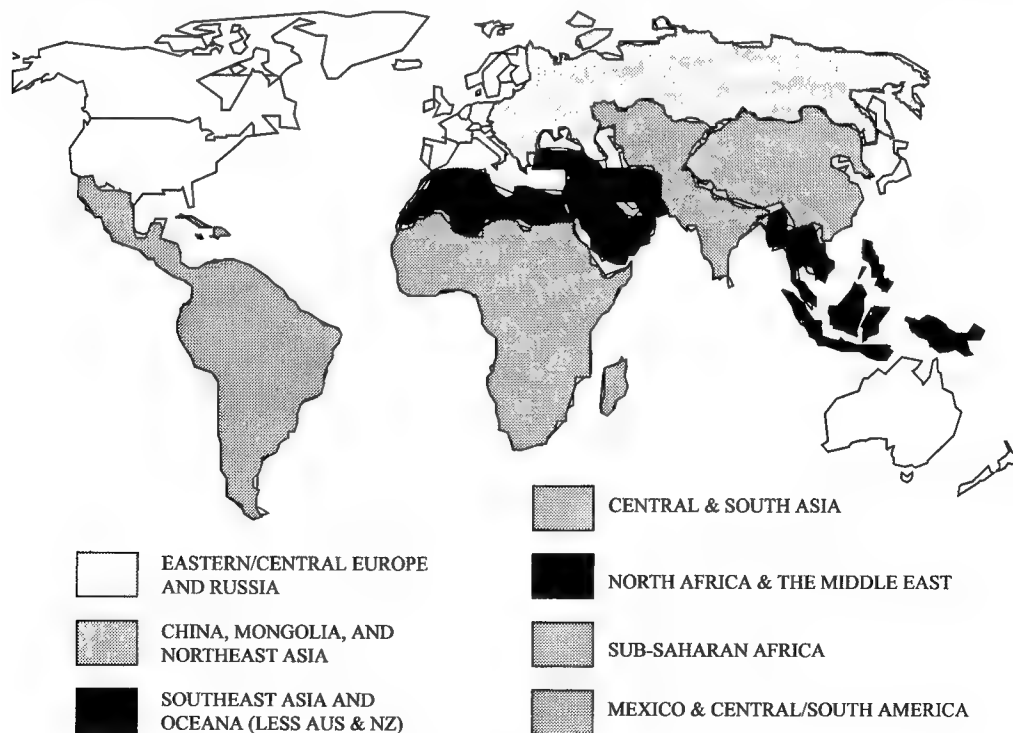 EASTERN/CENTRAL EUROPE
AND RUSSIA
CHINA, MONGOLIA, AND
NORTHEAST ASIA
SOUTHEAST ASIA AND
OCEANA (LESS AUS & NZ)
CENTRAL & SOUTH ASIA
NORTH AFRICA & THE MIDDLE EAST
SUB-SAHARAN AFRICA
MEXICO & CENTRAL/SOUTH AMERICA